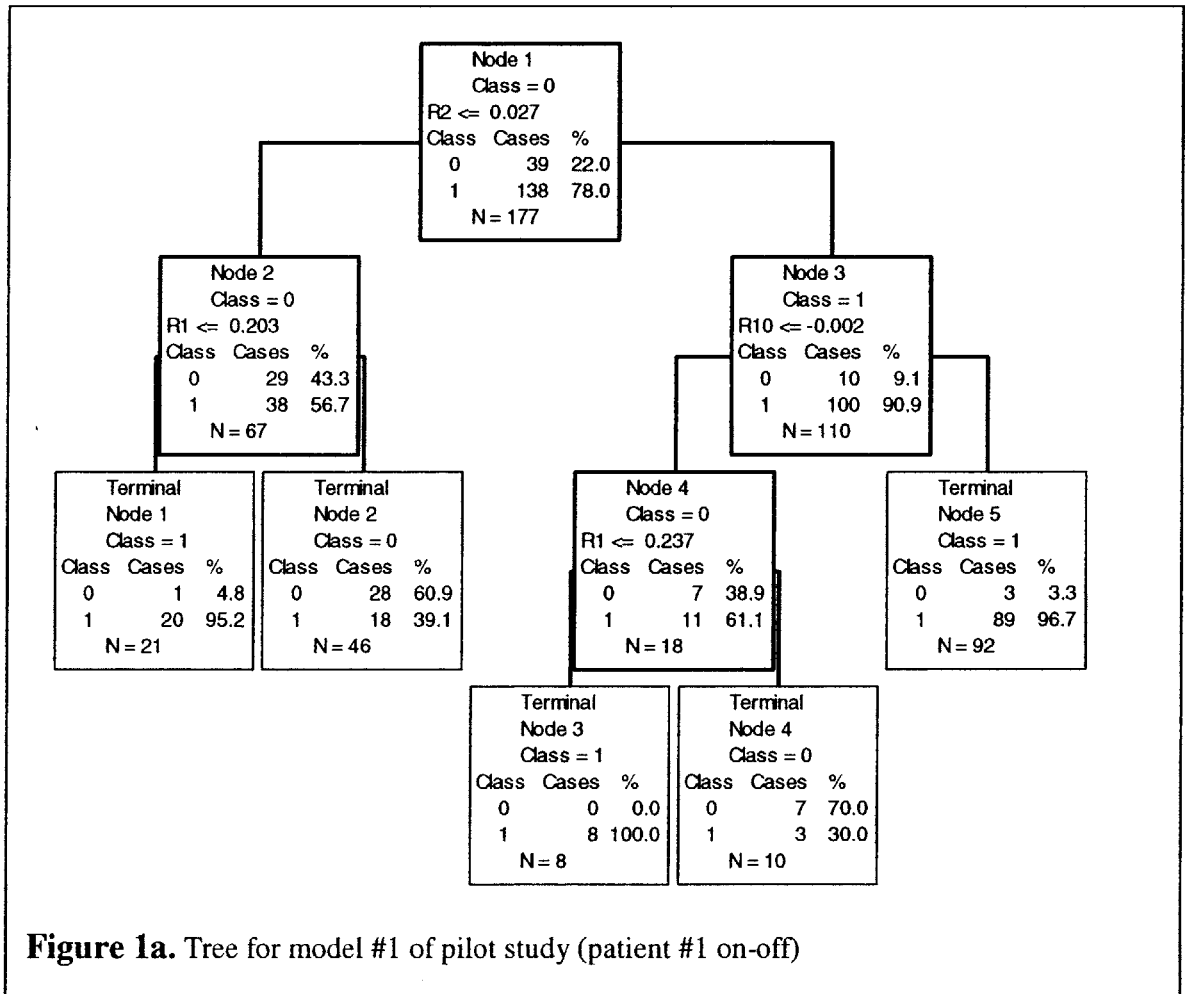 Node 1
Class = 0
R2 <= 0.027
Class Cases %
0 39 22.0
1 138 78.0
N = 177
Node 2
Class = 0
R1 <= 0.203
Class Cases %
0 29 43.3
1 38 56.7
N = 67
Node 3
Class = 1
R10 <= -0.002
Class Cases %
0 10 9.1
1 100 90.9
N = 110
Terminal
Node 1
Class = 1
Class Cases %
0 1 4.8
1 20 95.2
N = 21
Terminal
Node 2
Class = 0
Class Cases %
0 28 60.9
1 18 39.1
N = 46
Node 4
Class = 0
R1 <= 0.237
Class Cases %
0 7 38.9
1 11 61.1
N = 18
Terminal
Node 5
Class = 1
Class Cases %
0 3 3.3
1 89 96.7
N = 92
Terminal
Node 3
Class = 1
Class Cases %
0 0 0.0
1 8 100.0
N = 8
Terminal
Node 4
Class = 0
Class Cases %
0 7 70.0
1 3 30.0
N = 10
Figure 1a. Tree for model #1 of pilot study (patient #1 on-off)